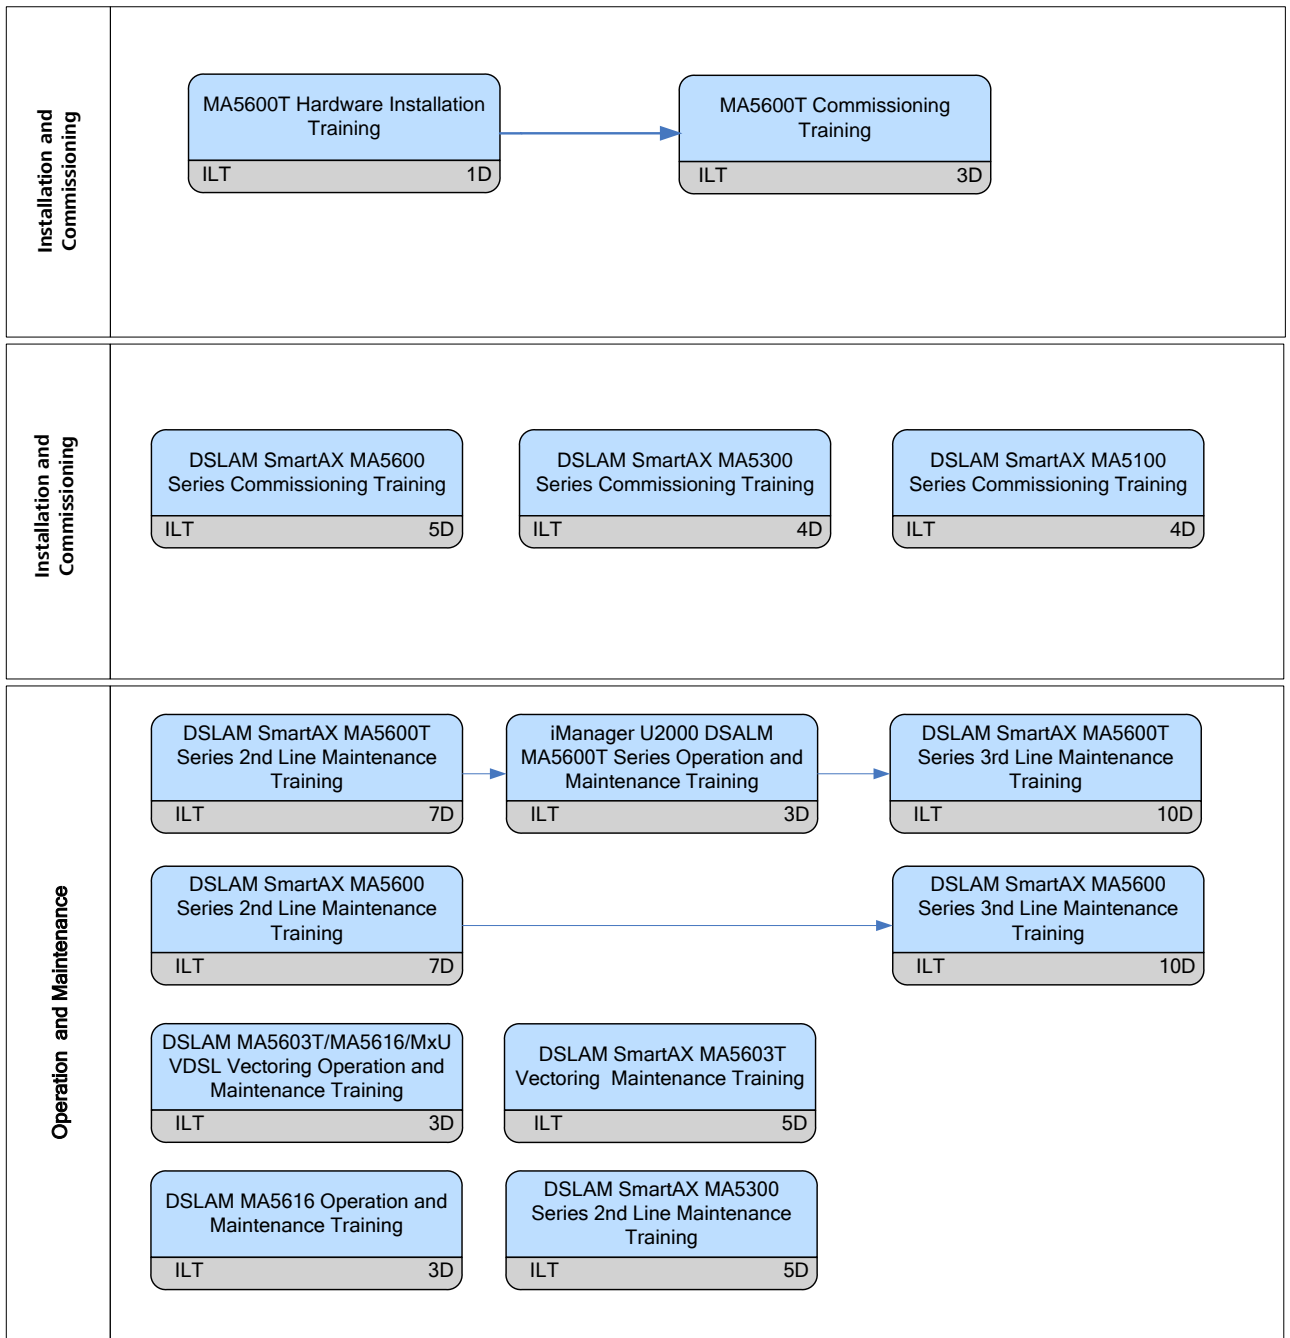 Installation and
Commissioning
MA5600T Hardware Installation
Training
ILT 1D
MA5600T Commissioning
Training
ILT 3D
Installation and
Commissioning
DSLAM SmartAX MA5600
Series Commissioning Training
ILT 5D
DSLAM SmartAX MA5300
Series Commissioning Training
ILT 4D
DSLAM SmartAX MA5100
Series Commissioning Training
ILT 4D
Operation and Maintenance
DSLAM SmartAX MA5600T
Series 2nd Line Maintenance
Training
ILT 7D
iManager U2000 DSALM
MA5600T Series Operation and
Maintenance Training
ILT 3D
DSLAM SmartAX MA5600T
Series 3rd Line Maintenance
Training
ILT 10D
DSLAM SmartAX MA5600
Series 2nd Line Maintenance
Training
ILT 7D
DSLAM SmartAX MA5600
Series 3nd Line Maintenance
Training
ILT 10D
DSLAM MA5603T/MA5616/MxU
VDSL Vectoring Operation and
Maintenance Training
ILT 3D
DSLAM SmartAX MA5603T
Vectoring Maintenance Training
ILT 5D
DSLAM MA5616 Operation and
Maintenance Training
ILT 3D
DSLAM SmartAX MA5300
Series 2nd Line Maintenance
Training
ILT 5D